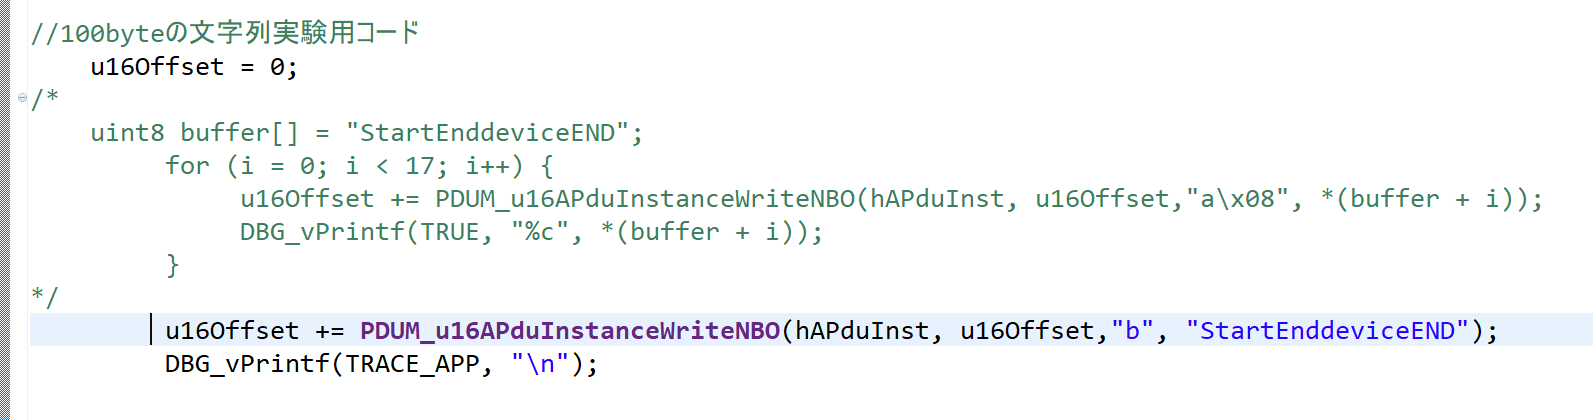 //100byteの文字列実験用コード
u16Offset = 0;
/*
uint8 buffer[] = "StartEnddeviceEND";
for (i = 0; i < 17; i++) {
u16Offset += PDUM_u16APduInstanceWriteNBO(hAPduInst, u16Offset,"a\x08", *(buffer + i));
DBG_vPrintf(TRUE, "%c", *(buffer + i));
}
*/
u16Offset += PDUM_u16APduInstanceWriteNBO(hAPduInst, u16Offset,"b", "StartEnddeviceEND");
DBG_vPrintf(TRACE_APP, "\n");